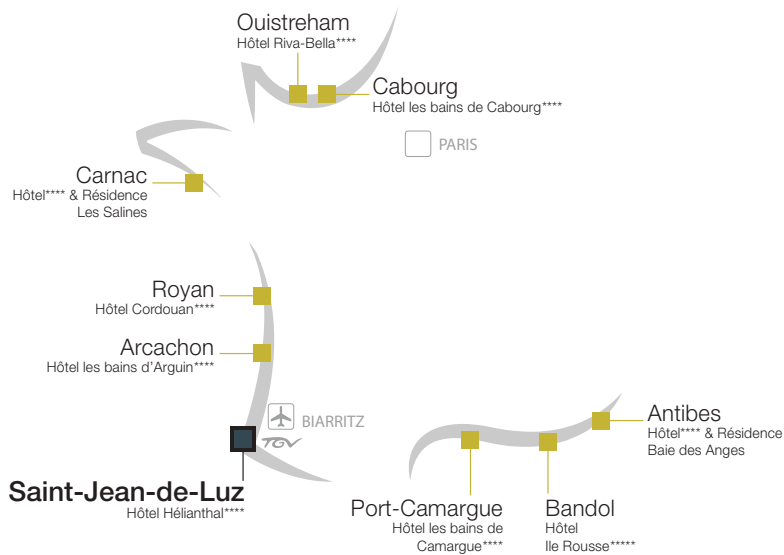 Ouistreham
Hôtel Riva-Bella****
Cabourg
Hôtel les bains de Cabourg****
PARIS
Carnac
Hôtel**** & Résidence
Les Salines
Royan
Hôtel Cordouan****
Arcachon
Hôtel les bains d’Arguin****
BIARRITZ
TGV
Saint-Jean-de-Luz
Hôtel Hélianthal****
Antibes
Hôtel**** & Résidence
Baie des Anges
Port-Camargue
Hôtel les bains de
Camargue****
Bandol
Hôtel
Ile Rousse*****